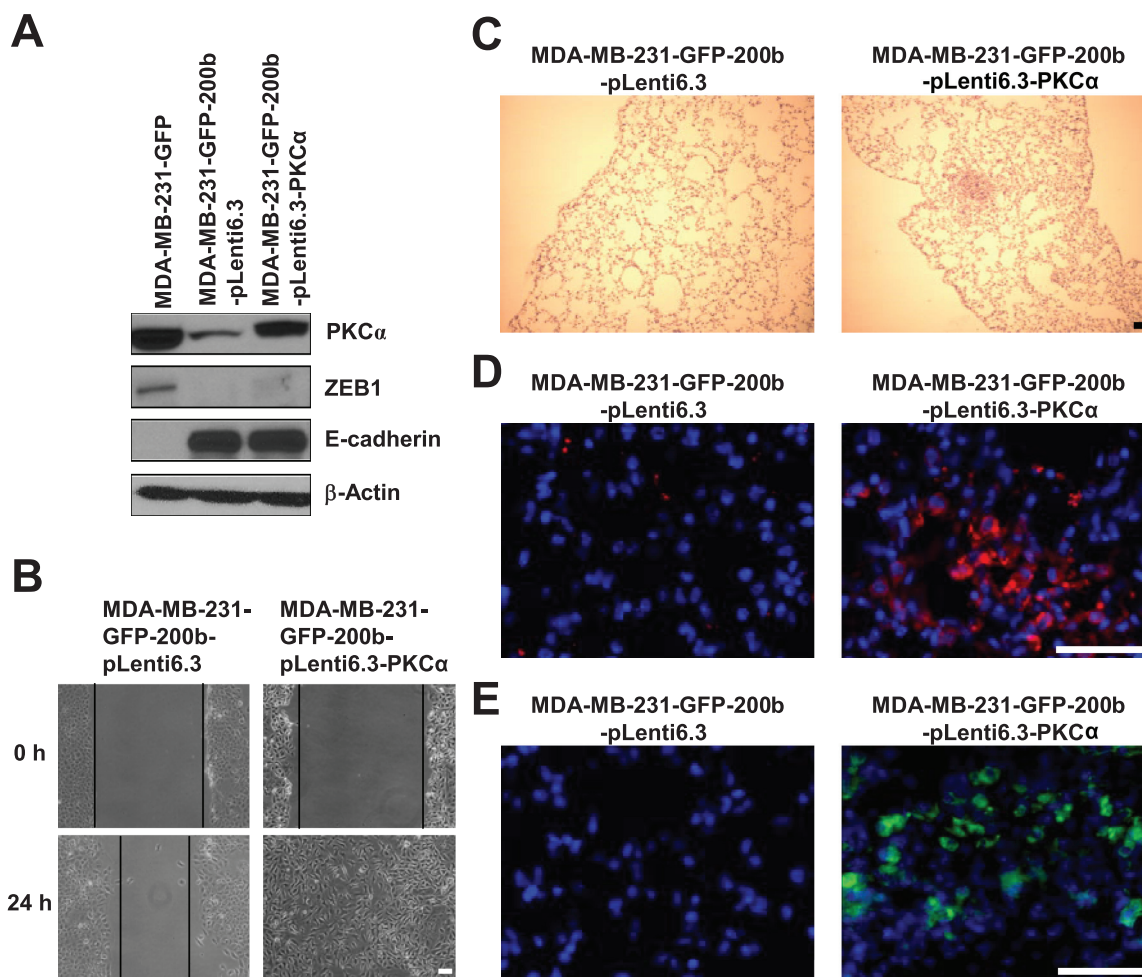 A
MDA-MB-231-GFP
MDA-MB-231-GFP-200b
-pLenti6.3
MDA-MB-231-GFP-200b
-pLenti6.3-PKCα
PKCα
ZEB1
E-cadherin
β-Actin
B
MDA-MB-231-
GFP-200b-
pLenti6.3
MDA-MB-231-
GFP-200b-
pLenti6.3-PKCα
0 h
24 h
C
MDA-MB-231-GFP-200b
-pLenti6.3
MDA-MB-231-GFP-200b
-pLenti6.3-PKCα
D
MDA-MB-231-GFP-200b
-pLenti6.3
MDA-MB-231-GFP-200b
-pLenti6.3-PKCα
E
MDA-MB-231-GFP-200b
-pLenti6.3
MDA-MB-231-GFP-200b
-pLenti6.3-PKCα